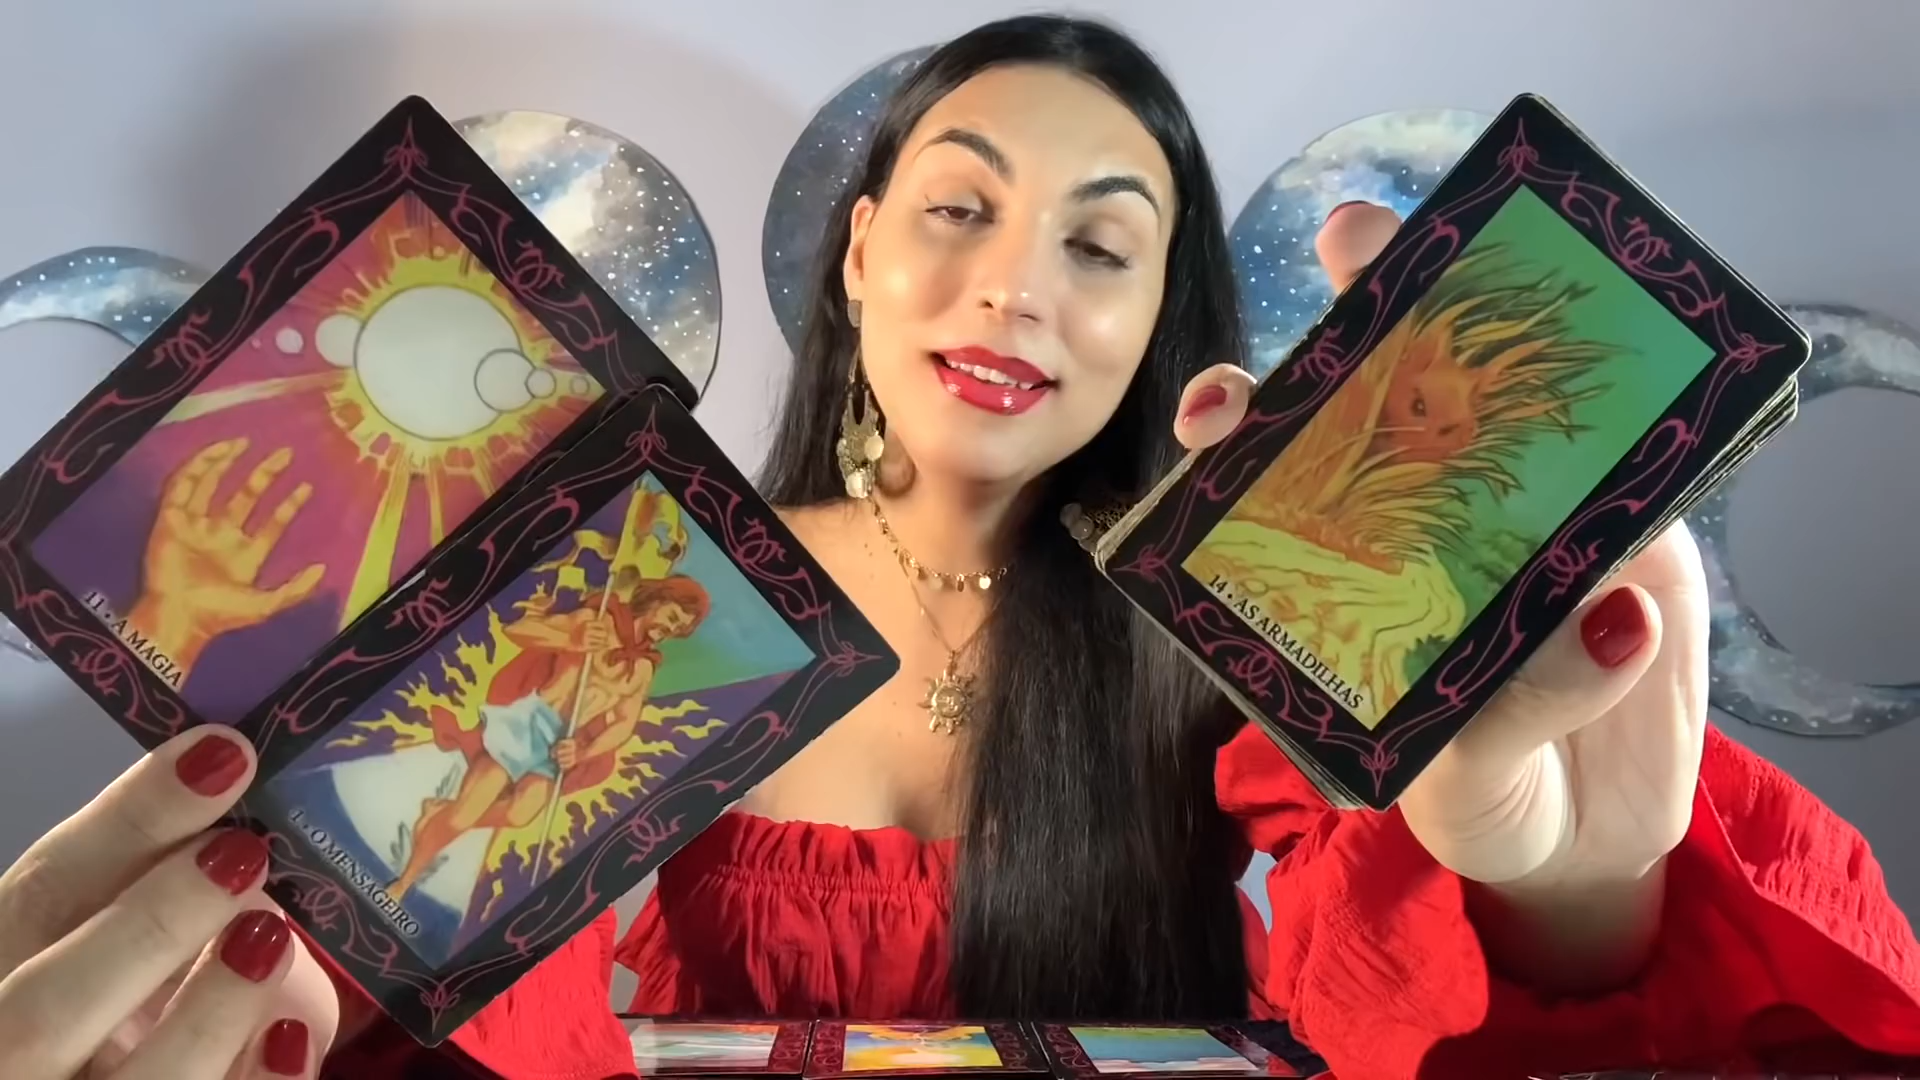 11 • A MAGIA
1 • O MENSAGEIRO
14 • AS ARMADILHAS